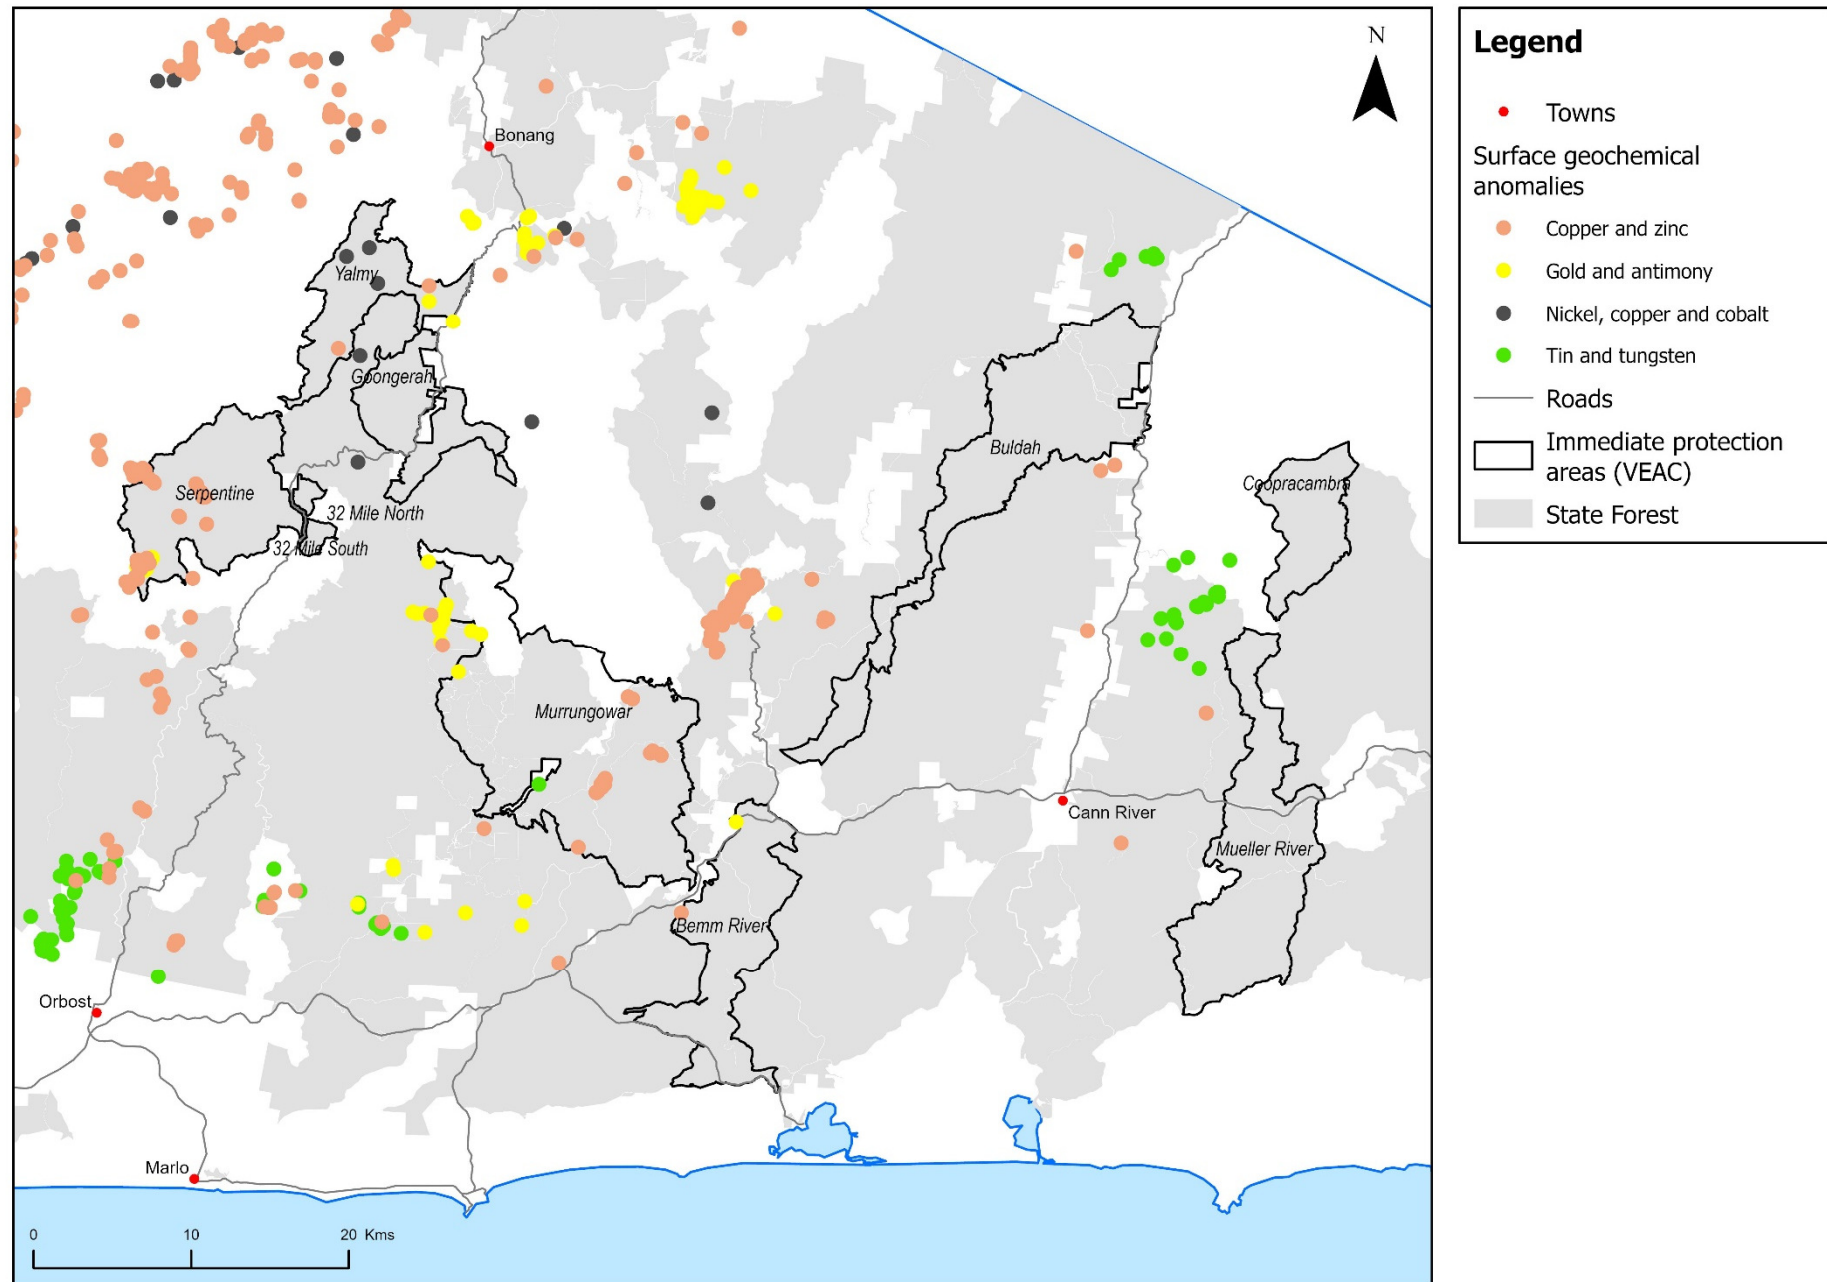 N
Bonang
Yalmy
Goongerah
Buldah
Coopracambra
Serpentine
32 Mile North
32 Mile South
Murrungowar
Cann River
Mueller River
Bemm River
Orbost
Marlo
0 10 20 Kms
Legend
Towns
Surface geochemical
anomalies
Copper and zinc
Gold and antimony
Nickel, copper and cobalt
Tin and tungsten
Roads
Immediate protection
areas (VEAC)
State Forest